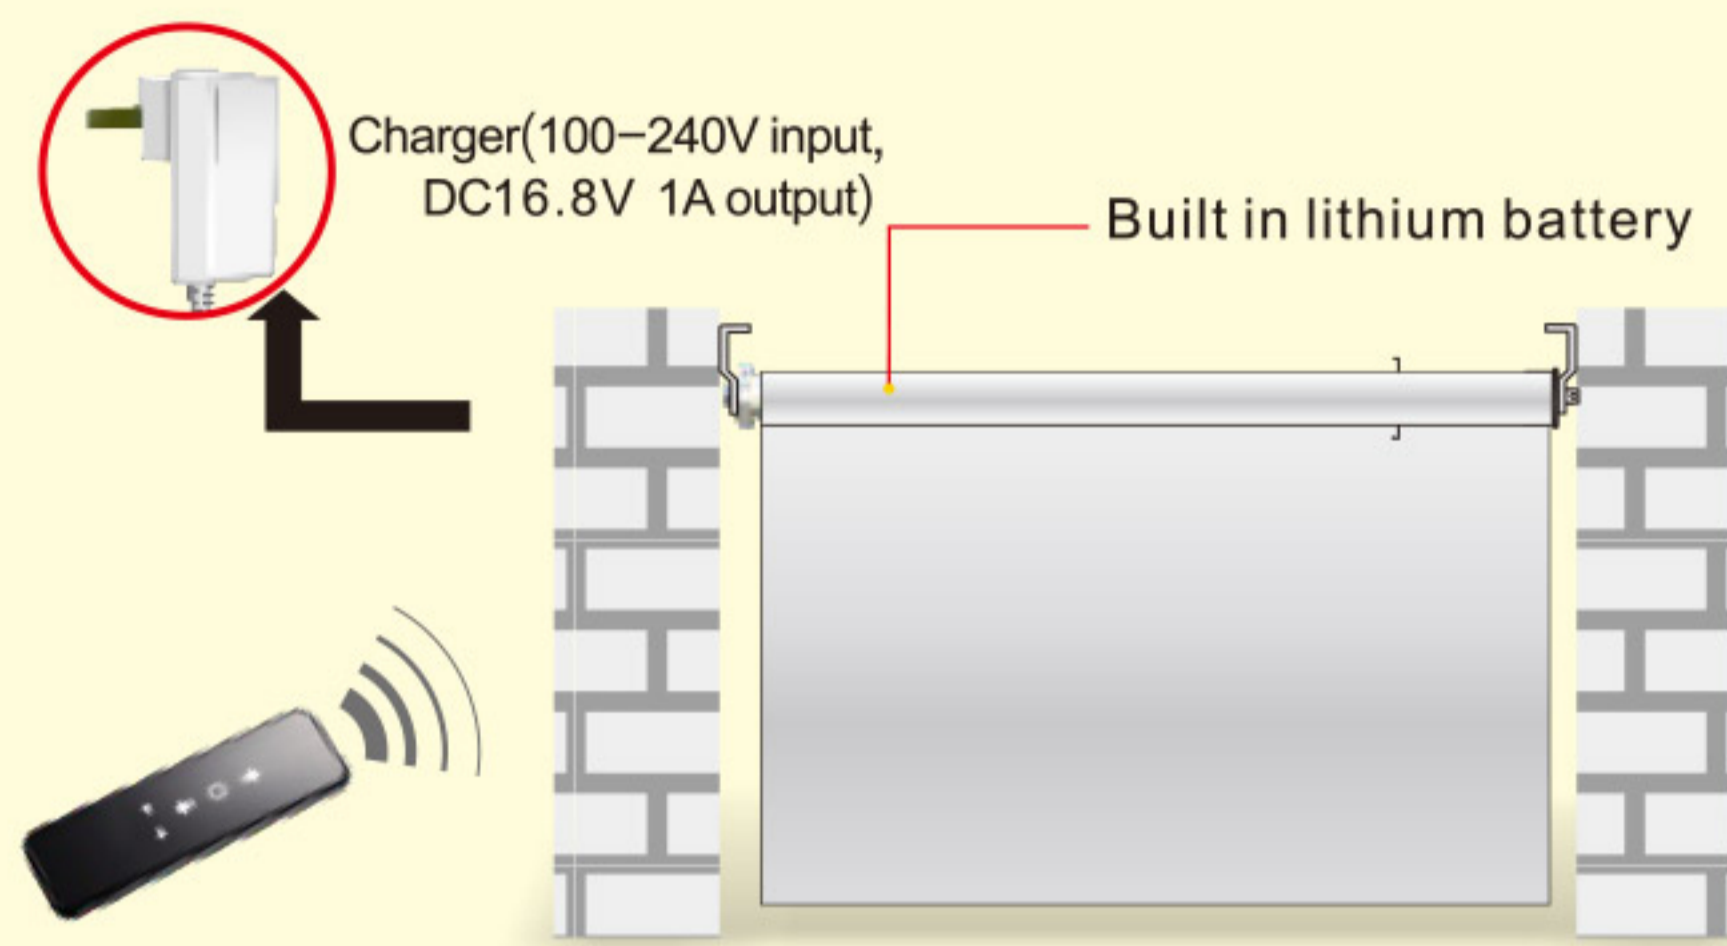 Charger(100-240V input,
DC16.8V 1A output)
Built in lithium battery